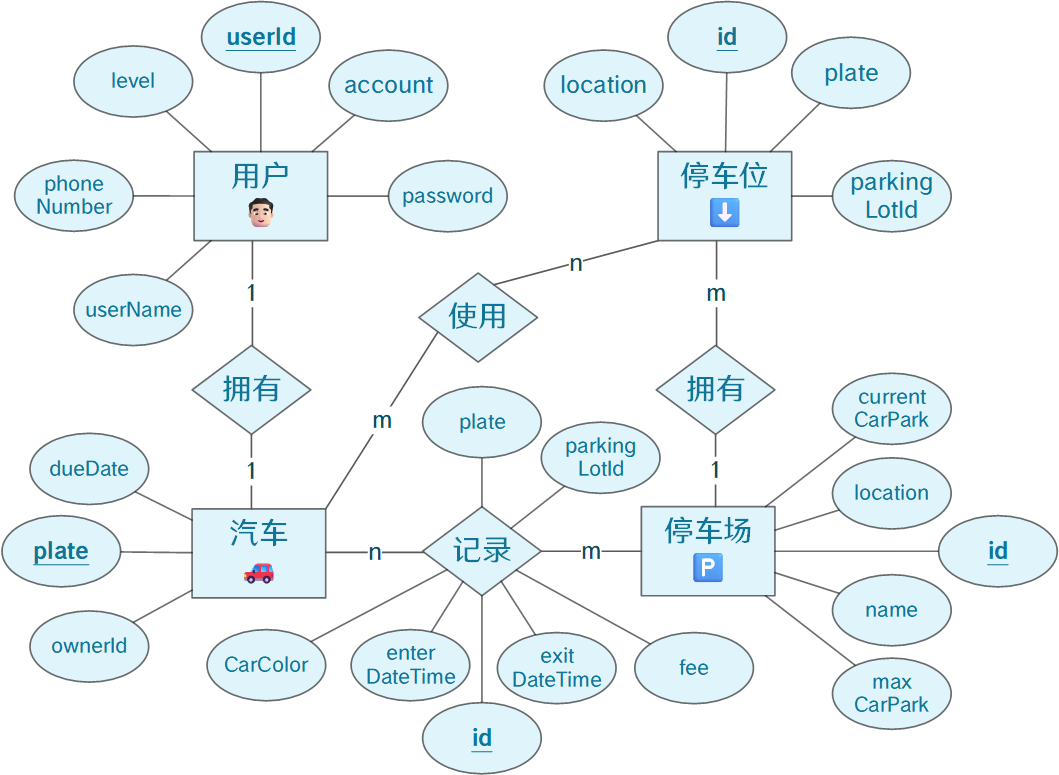 userId
id
level
account
location
plate
用户
停车位
phone
Number
password
parking
LotId
⬇
n
1
m
userName
使用
拥有
拥有
current
CarPark
m
plate
parking
LotId
dueDate
1
1
location
汽车
停车场
plate
n
记录
m
id
P
name
ownerId
CarColor
enter
DateTime
exit
DateTime
fee
max
CarPark
id